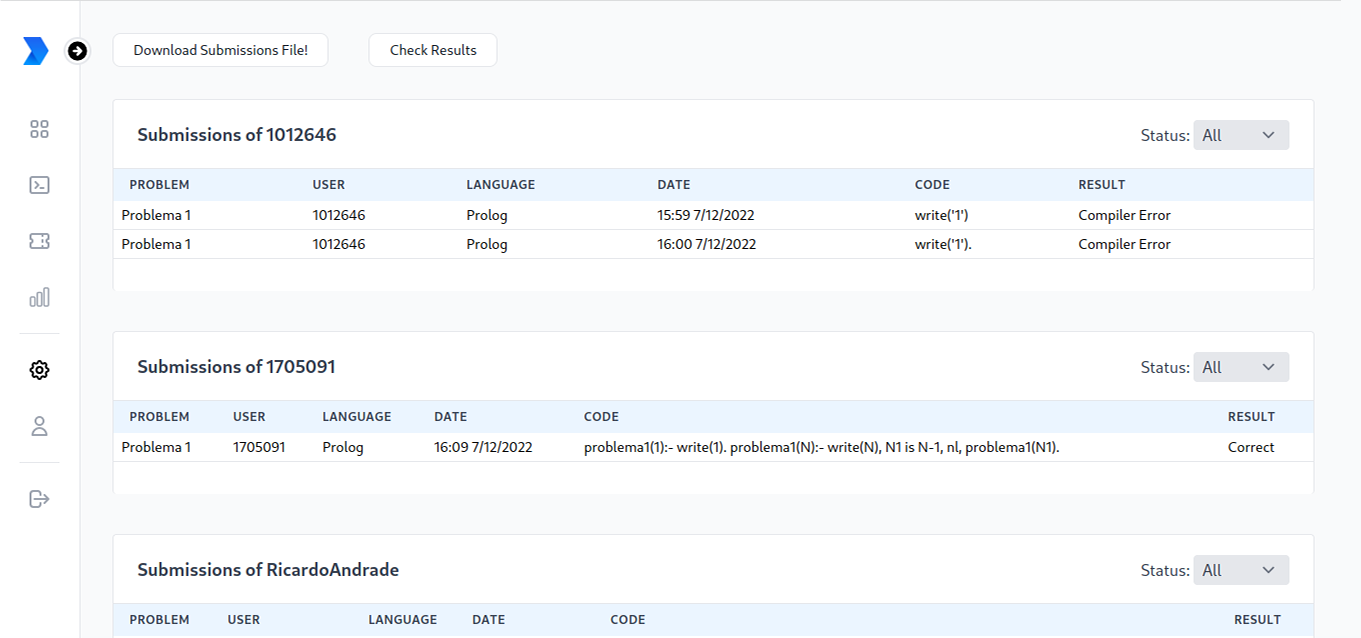 Download Submissions File! Check Results
Submissions of 1012646 Status: All
PROBLEM USER LANGUAGE DATE CODE RESULT
Problema 1 1012646 Prolog 15:59 7/12/2022 write('1') Compiler Error
Problema 1 1012646 Prolog 16:00 7/12/2022 write('1'). Compiler Error
Submissions of 1705091 Status: All
PROBLEM USER LANGUAGE DATE CODE RESULT
Problema 1 1705091 Prolog 16:09 7/12/2022 problema1(1):- write(1). problema1(N):- write(N), N1 is N-1, nl, problema1(N1). Correct
Submissions of RicardoAndrade Status: All
PROBLEM USER LANGUAGE DATE CODE RESULT